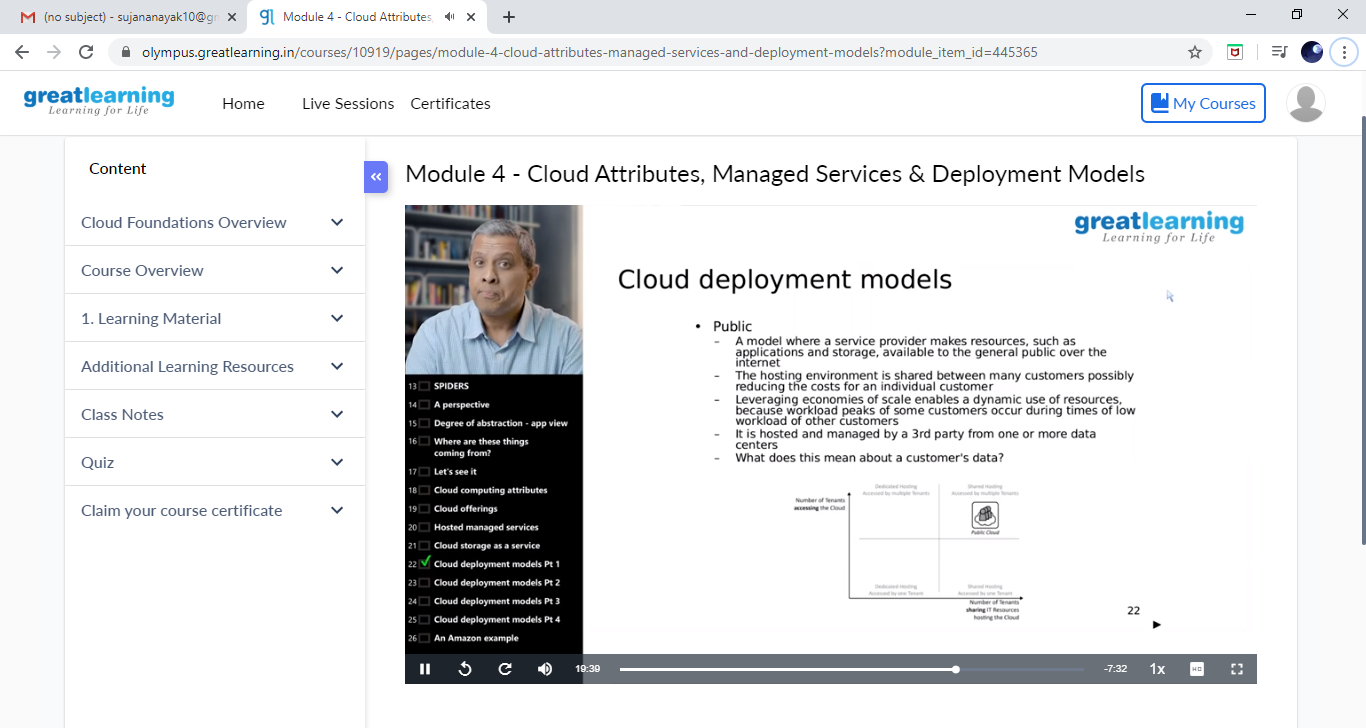 (no subject) - sujananayak10@gr
Module 4 - Cloud Attributes,
olympus.greatlearning.in/courses/10919/pages/module-4-cloud-attributes-managed-services-and-deployment-models?module_item_id=445365
greatlearning
Learning for Life
Home
Live Sessions
Certificates
My Courses
Content
Cloud Foundations Overview
Course Overview
1. Learning Material
Additional Learning Resources
Class Notes
Quiz
Claim your course certificate
Module 4 - Cloud Attributes, Managed Services & Deployment Models
13 SPIDERS
14 A perspective
15 Degree of abstraction - app view
16 Where are these things
coming from?
17 Let's see it
18 Cloud computing attributes
19 Cloud offerings
20 Hosted managed services
21 Cloud storage as a service
22 Cloud deployment models Pt 1
23 Cloud deployment models Pt 2
24 Cloud deployment models Pt 3
25 Cloud deployment models Pt 4
26 An Amazon example
greatlearning
Learning for Life
Cloud deployment models
• Public
- A model where a service provider makes resources, such as
applications and storage, available to the general public over the
internet
- The hosting environment is shared between many customers possibly
reducing the costs for an individual customer
- Leveraging economies of scale enables a dynamic use of resources,
because workload peaks of some customers occur during times of low
workload of other customers
- It is hosted and managed by a 3rd party from one or more data
centers
- What does this mean about a customer's data?
Number of Tenants
accessing the Cloud
Dedicated Hosting
Accessed by multiple Tenants
Shared Hosting
Accessed by multiple Tenants
Public Cloud
Dedicated Hosting
Accessed by one Tenant
Shared Hosting
Accessed by one Tenant
Number of Tenants
sharing IT Resources
hosting the Cloud
22
19:39
-7:32
1x
HD